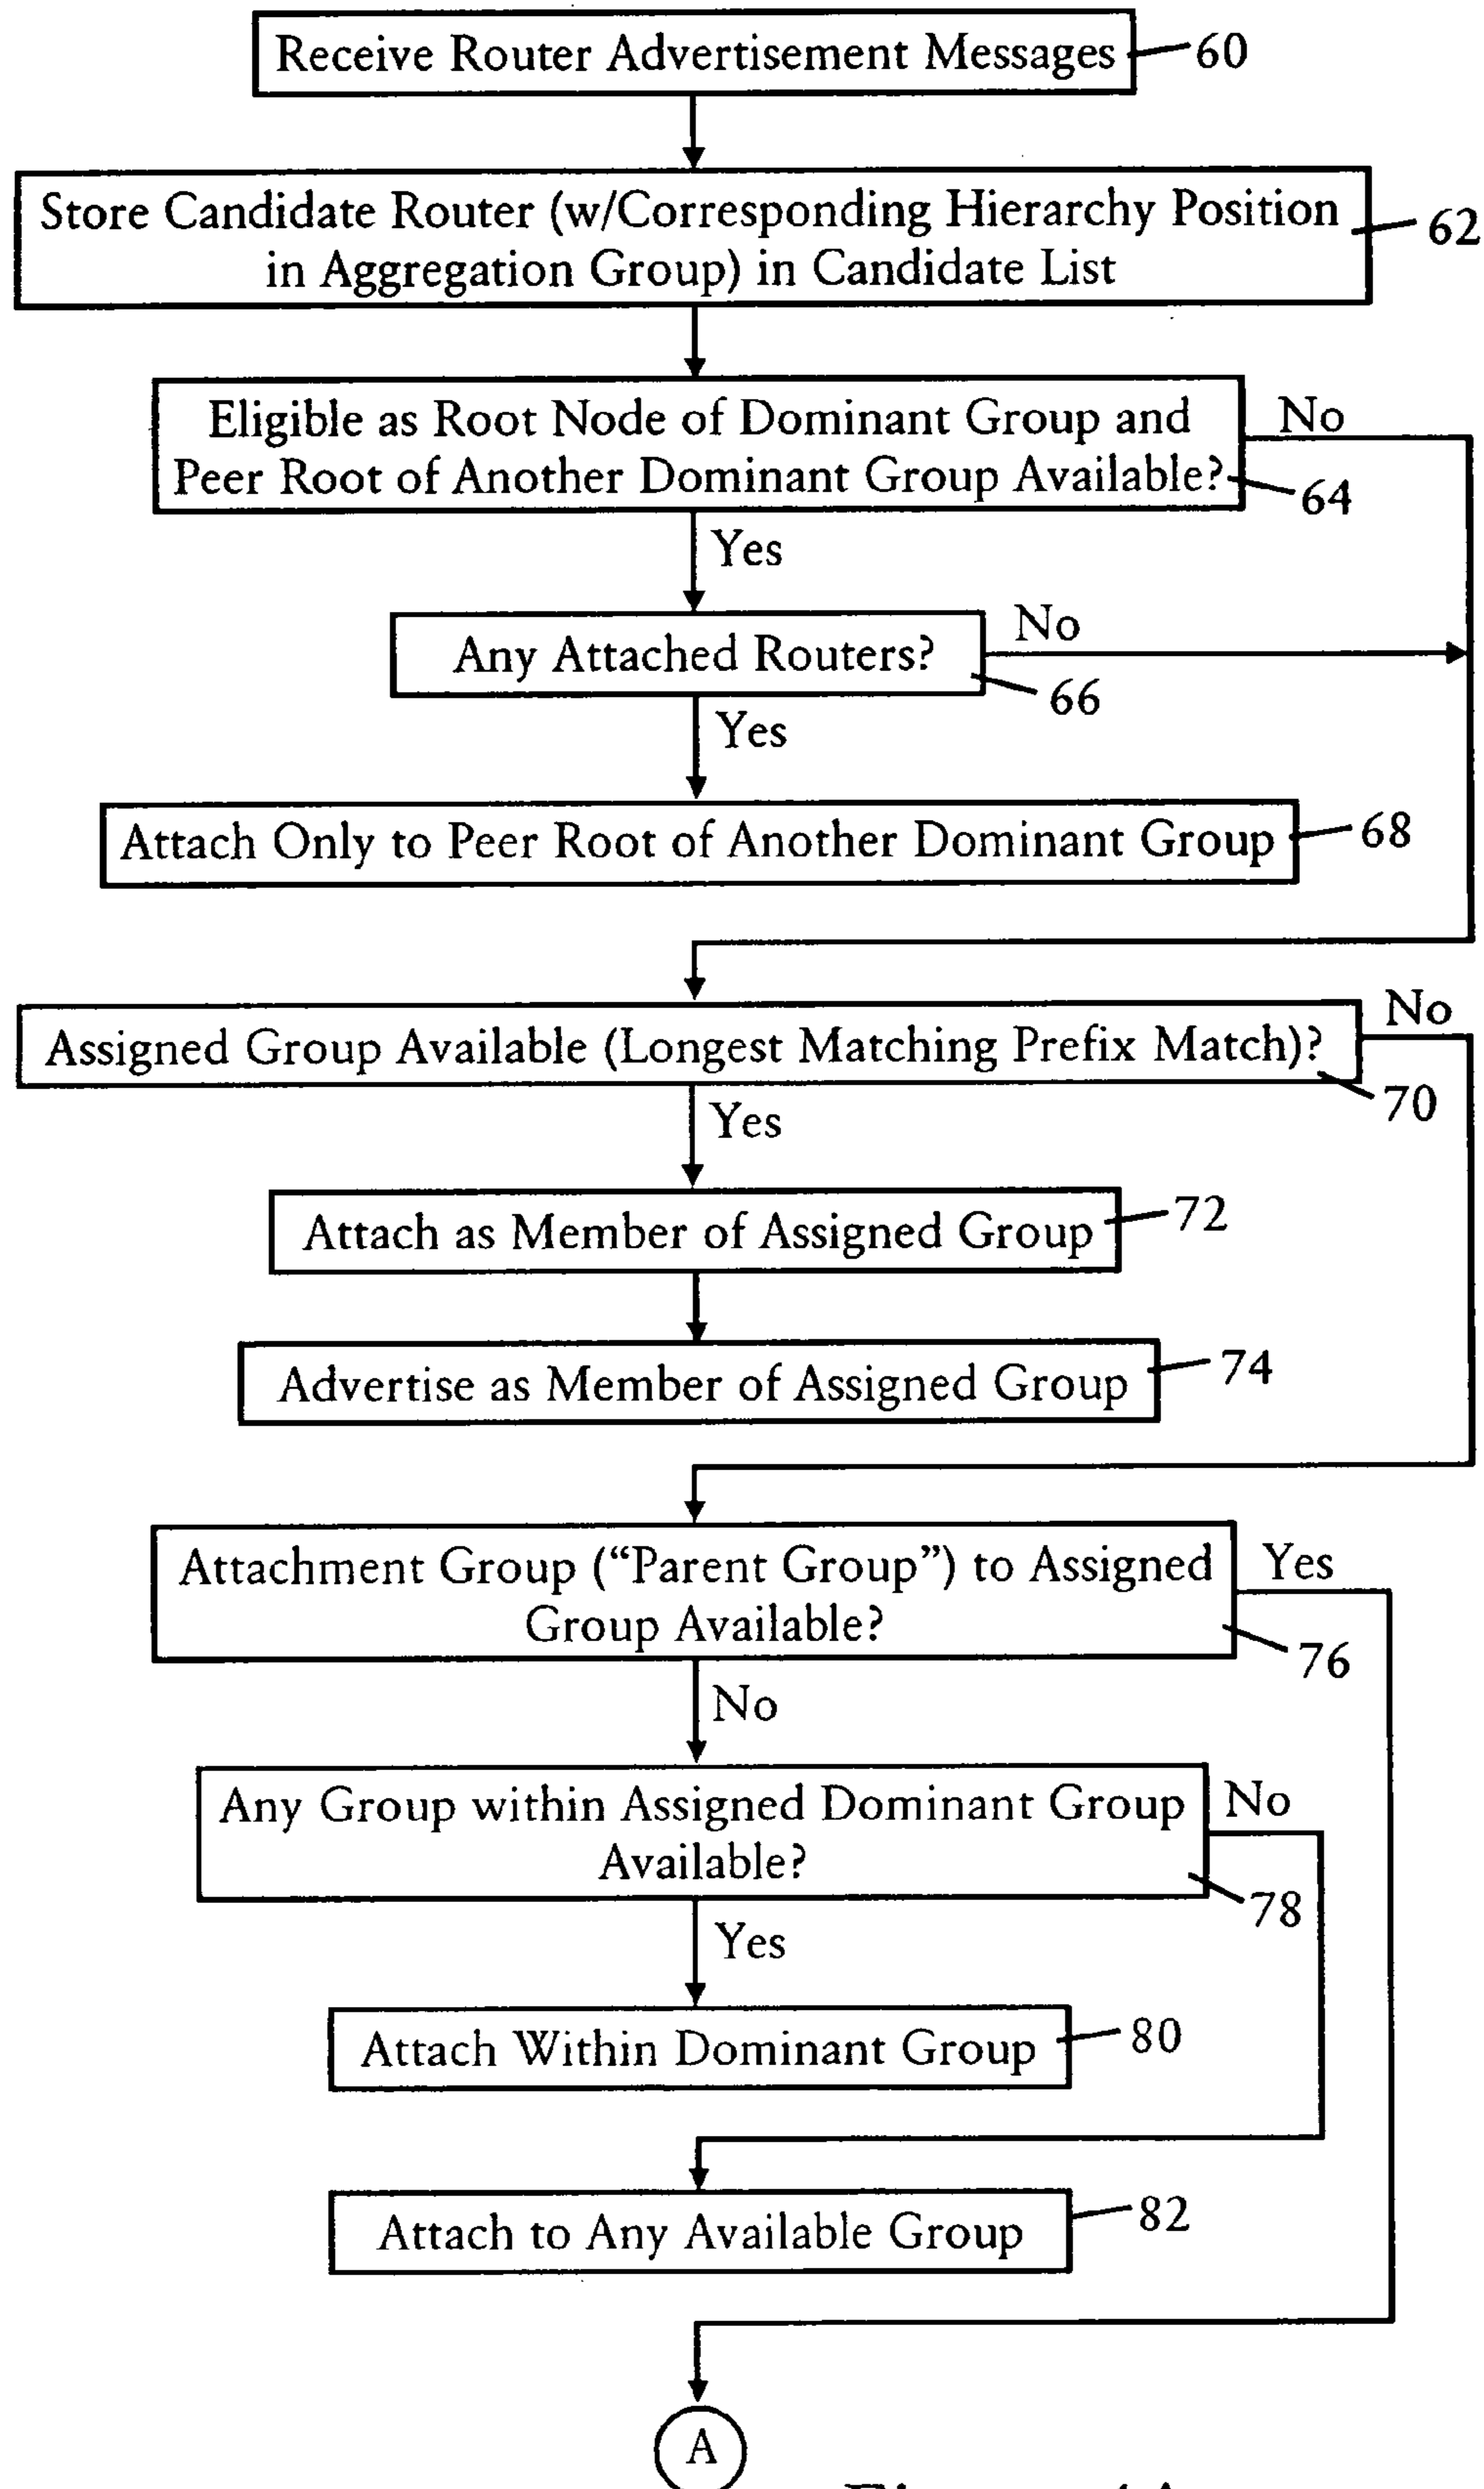 Receive Router Advertisement Messages
60
Store Candidate Router (w/Corresponding Hierarchy Position
in Aggregation Group) in Candidate List
62
Eligible as Root Node of Dominant Group and
Peer Root of Another Dominant Group Available?
No
64
Yes
Any Attached Routers?
No
66
Yes
Attach Only to Peer Root of Another Dominant Group
68
Assigned Group Available (Longest Matching Prefix Match)?
No
70
Yes
Attach as Member of Assigned Group
72
Advertise as Member of Assigned Group
74
Attachment Group (“Parent Group”) to Assigned
Group Available?
Yes
76
No
Any Group within Assigned Dominant Group
Available?
No
78
Yes
Attach Within Dominant Group
80
Attach to Any Available Group
82
A